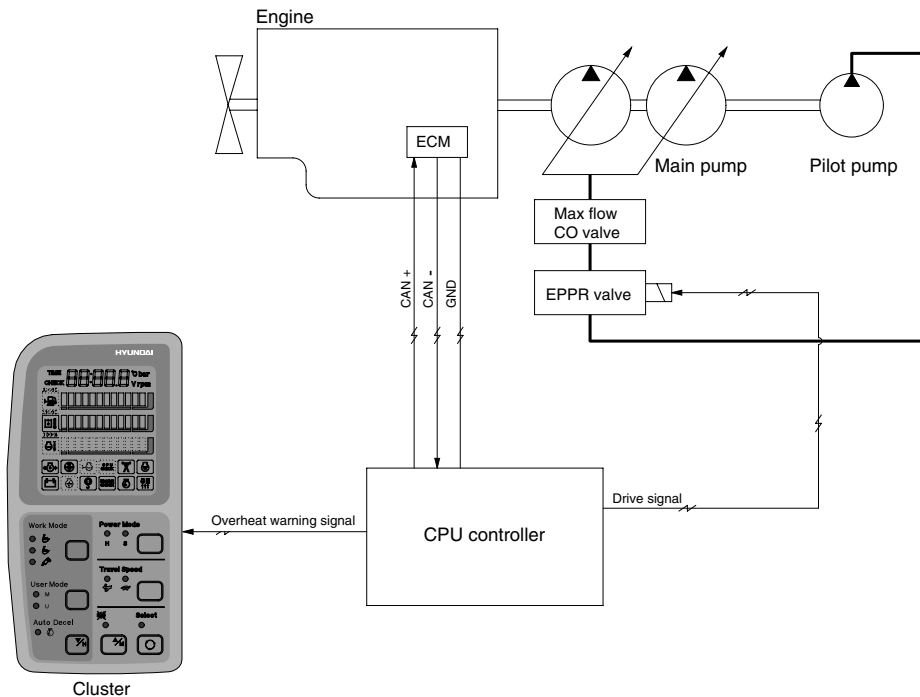 Engine
ECM
Main pump
Pilot pump
Max flow
CO valve
EPPR valve
CAN +
CAN -
GND
HYUNDAI
TIME
CHECK
℃ bar
V rpm
Overheat warning signal
CPU controller
Drive signal
Work Mode
Power Mode
H S
Travel Speed
User Mode
M
U
Auto Decel
Select
Cluster